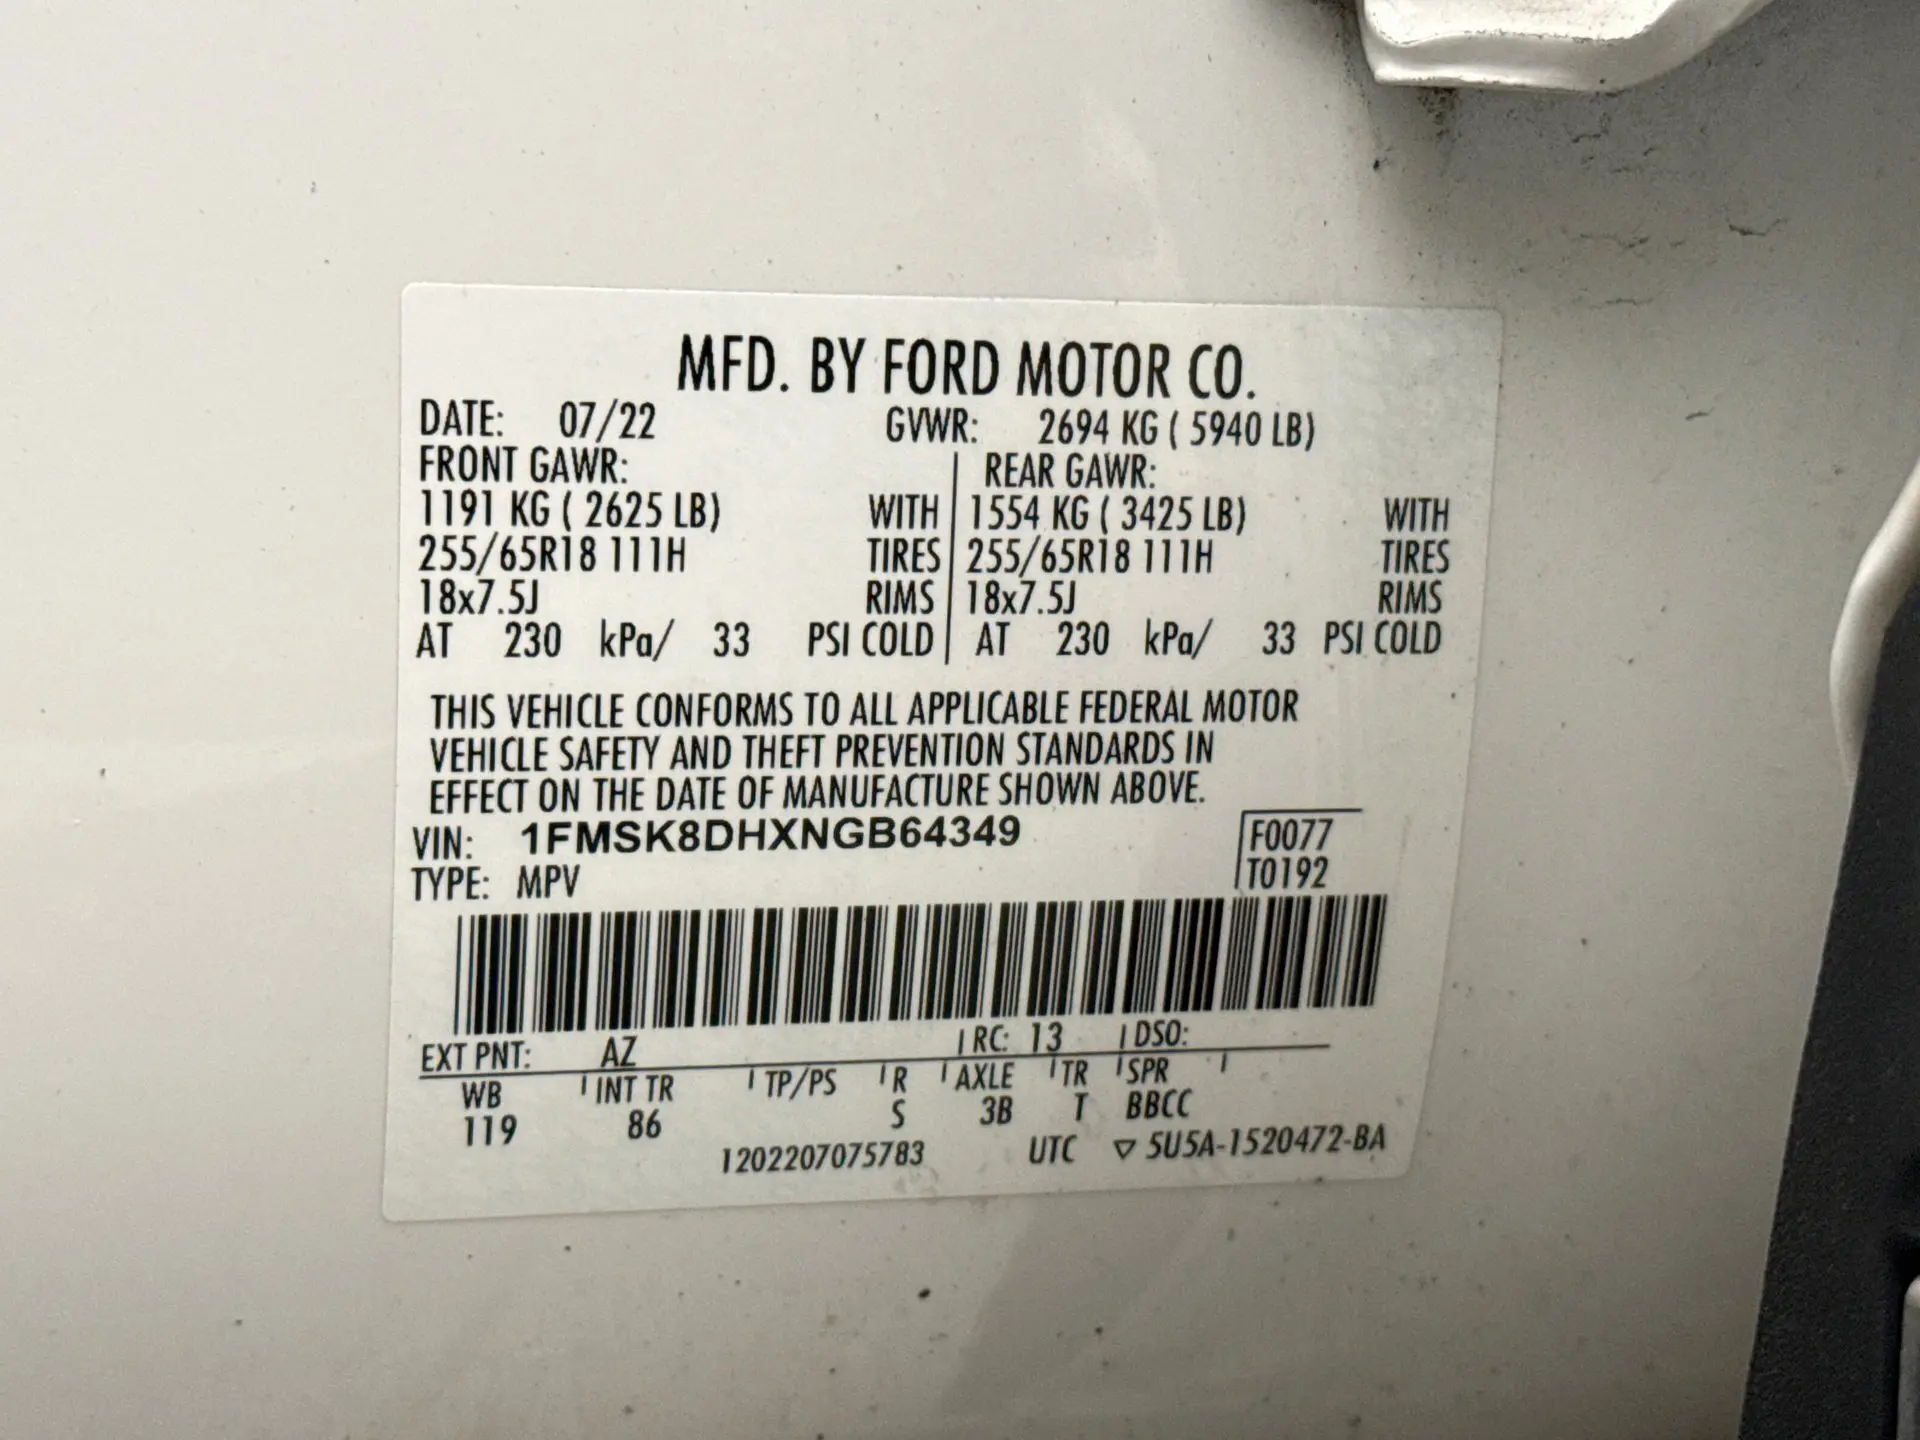 MFD. BY FORD MOTOR CO.
DATE: 07/22 GVWR: 2694 KG ( 5940 LB)
FRONT GAWR: REAR GAWR:
1191 KG ( 2625 LB) WITH 1554 KG ( 3425 LB) WITH
255/65R18 111H TIRES 255/65R18 111H TIRES
18x7.5J RIMS 18x7.5J RIMS
AT 230 kPa/ 33 PSI COLD AT 230 kPa/ 33 PSI COLD
THIS VEHICLE CONFORMS TO ALL APPLICABLE FEDERAL MOTOR
VEHICLE SAFETY AND THEFT PREVENTION STANDARDS IN
EFFECT ON THE DATE OF MANUFACTURE SHOWN ABOVE.
VIN: 1FMSK8DHXNGB64349 F0077
TYPE: MPV T0192
EXT PNT: AZ RC: 13 DSO:
WB INT TR TP/PS R AXLE TR SPR
119 86 S 3B T BBCC
1202207075783 UTC ▽ 5U5A-1520472-BA